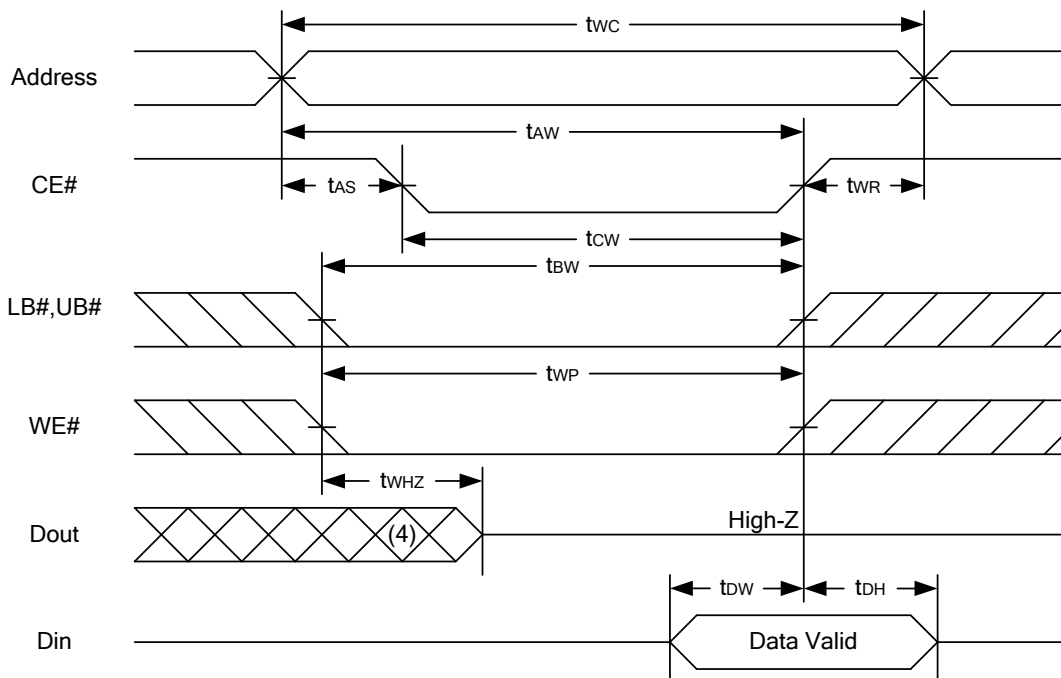 tWC
Address
tAW
CE#
tAS
tWR
tCW
tBW
LB#,UB#
tWP
WE#
tWHZ
Dout
(4)
High-Z
tDW
tDH
Din
Data Valid